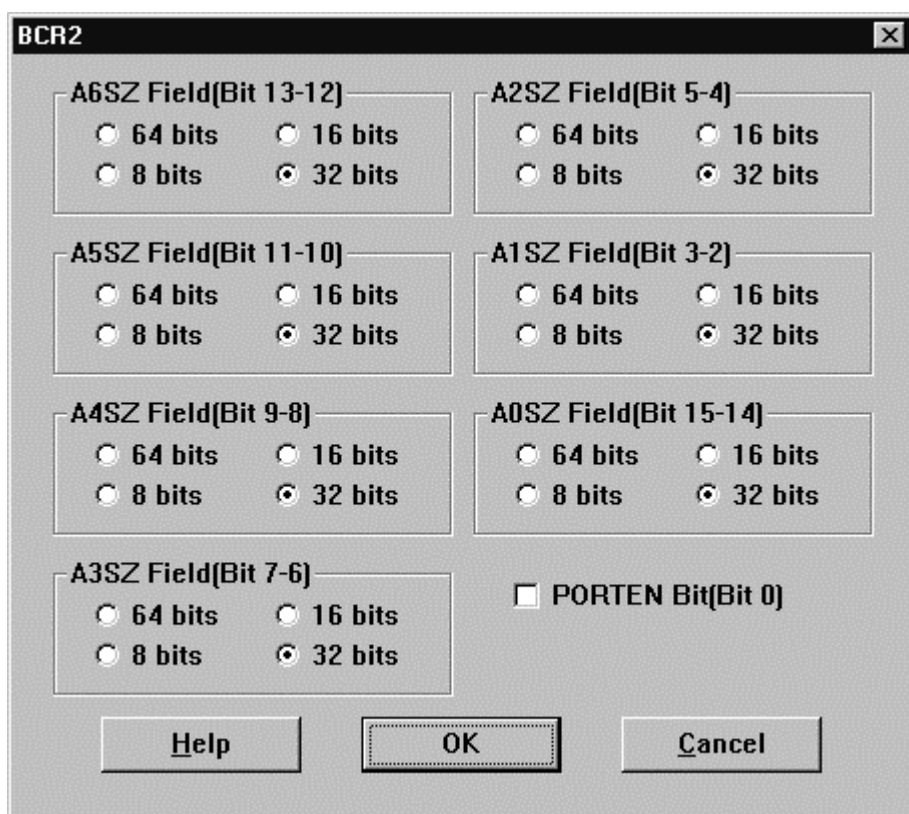 BCR2
A6SZ Field(Bit 13-12)
64 bits 16 bits
8 bits 32 bits
A2SZ Field(Bit 5-4)
64 bits 16 bits
8 bits 32 bits
A5SZ Field(Bit 11-10)
64 bits 16 bits
8 bits 32 bits
A1SZ Field(Bit 3-2)
64 bits 16 bits
8 bits 32 bits
A4SZ Field(Bit 9-8)
64 bits 16 bits
8 bits 32 bits
A0SZ Field(Bit 15-14)
64 bits 16 bits
8 bits 32 bits
A3SZ Field(Bit 7-6)
64 bits 16 bits
8 bits 32 bits
PORTEN Bit(Bit 0)
Help OK Cancel